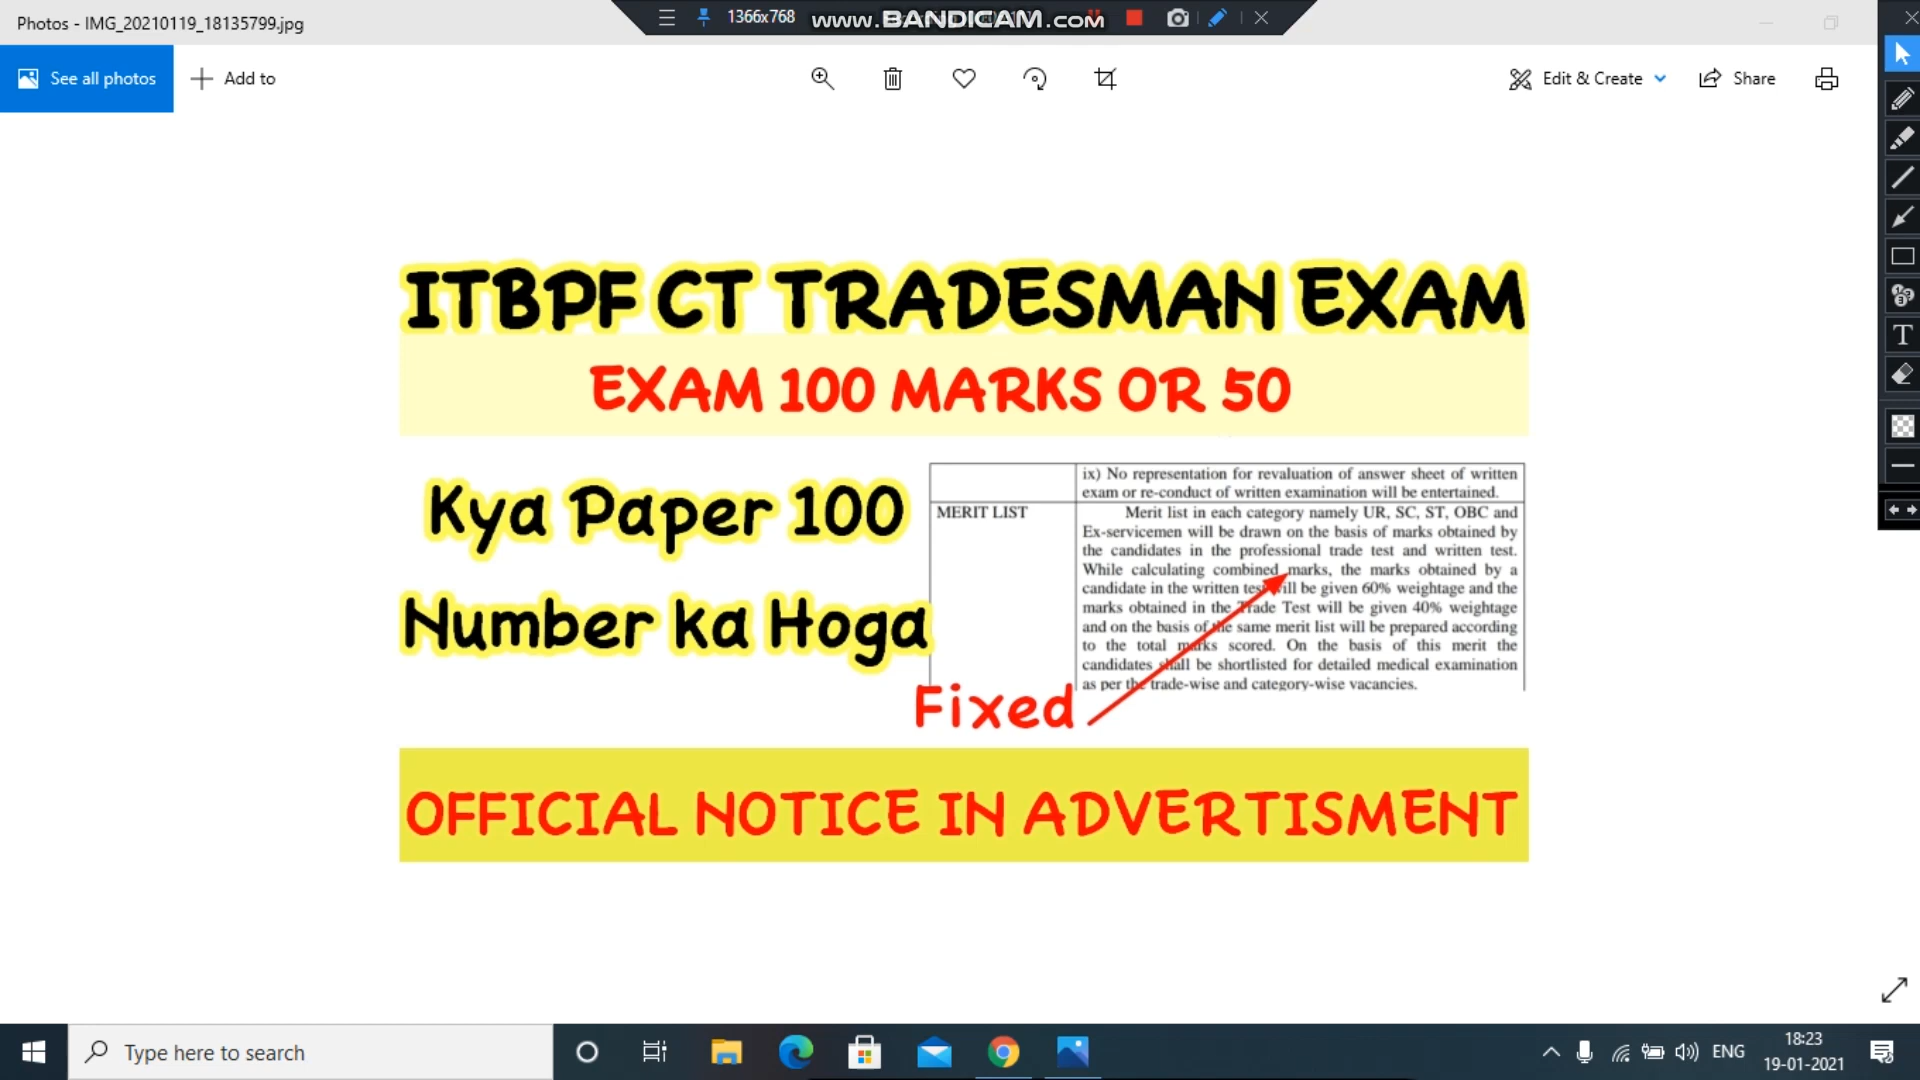 Photos - IMG_20210119_18135799.jpg
1366x768
www.BANDICAM.com
See all photos
Add to
Edit & Create
Share
ITBPF CT TRADESMAN EXAM
EXAM 100 MARKS OR 50
Kya Paper 100
Number ka Hoga
ix) No representation for revaluation of answer sheet of written
exam or re-conduct of written examination will be entertained.
MERIT LIST
Merit list in each category namely UR, SC, ST, OBC and
Ex-servicemen will be drawn on the basis of marks obtained by
the candidates in the professional trade test and written test.
While calculating combined marks, the marks obtained by a
candidate in the written test will be given 60% weightage and the
marks obtained in the Trade Test will be given 40% weightage
and on the basis of the same merit list will be prepared according
to the total marks scored. On the basis of this merit the
candidates shall be shortlisted for detailed medical examination
as per the trade-wise and category-wise vacancies.
Fixed
OFFICIAL NOTICE IN ADVERTISMENT
T
Type here to search
ENG
18:23
19-01-2021